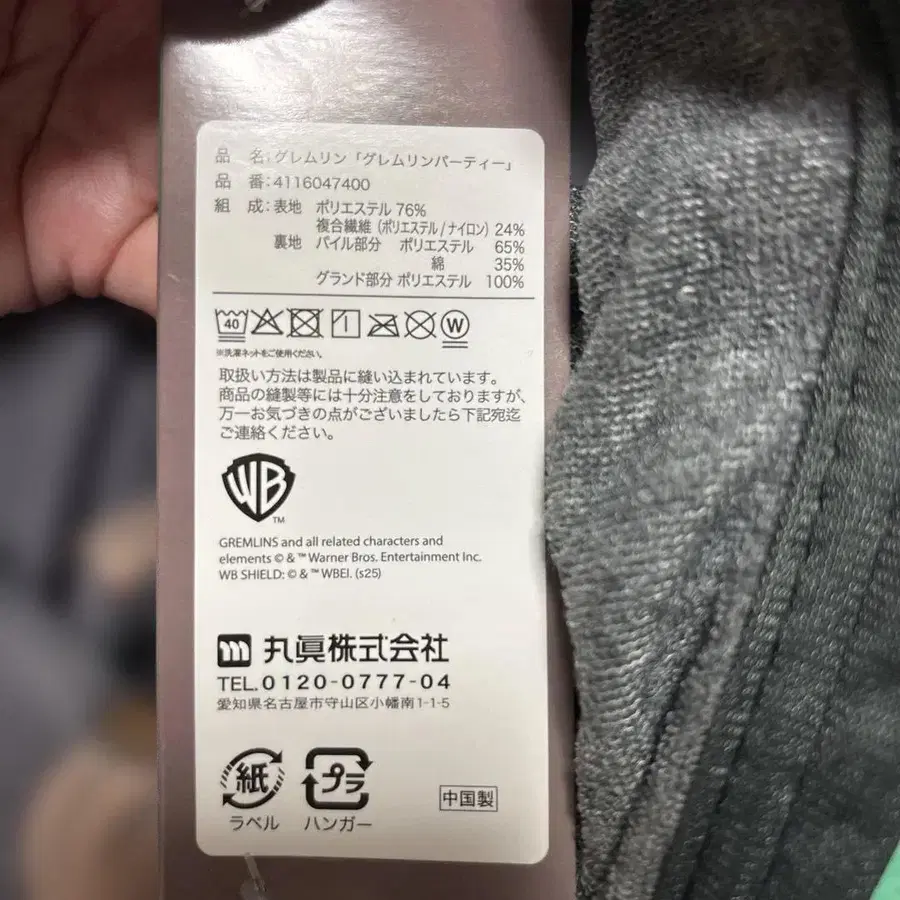 品 名:グレムリン「グレムリンパーティー」
品 番:4116047400
組 成:表地 ポリエステル 76%
複合繊維 (ポリエステル/ナイロン) 24%
裏地 パイル部分 ポリエステル 65%
綿 35%
グランド部分 ポリエステル 100%
40 W
※洗濯ネットをご使用ください。
取扱い方法は製品に縫い込まれています。
商品の縫製等には十分注意をしておりますが、
万一お気づきの点がございましたら下記宛迄
ご連絡ください。
WB
TM
GREMLINS and all related characters and
elements © & ™ Warner Bros. Entertainment Inc.
WB SHIELD: © & ™ WBEI. (s25)
丸眞株式会社
TEL.0120-0777-04
愛知県名古屋市守山区小幡南1-1-5
紙 プラ
ラベル ハンガー
中国製